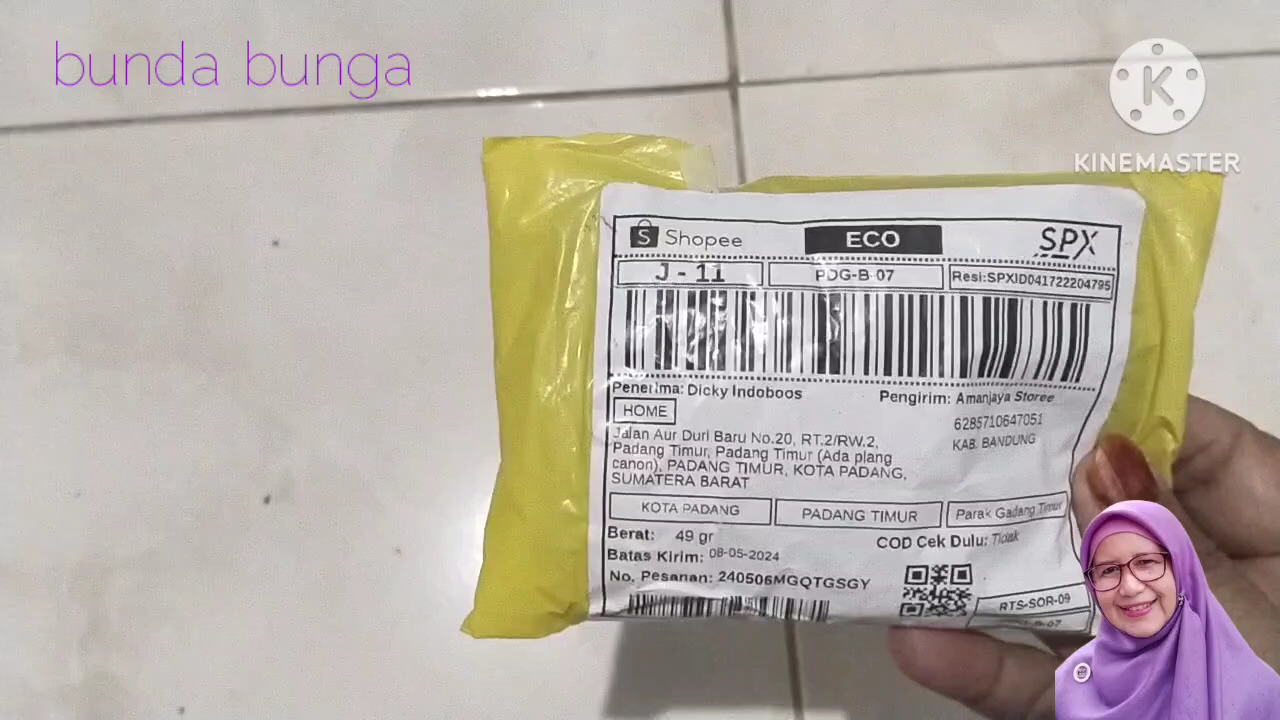 bunda bunga
K
KINEMASTER
S Shopee
ECO
SPX
J - 11
PDG-B-07
Resi:SPXID041722204795
Penerima: Dicky Indoboos
Pengirim: Amanjaya Storee
HOME
6285710647051
KAB. BANDUNG
Jalan Aur Duri Baru No.20, RT.2/RW.2,
Padang Timur, Padang Timur (Ada plang
canon), PADANG TIMUR, KOTA PADANG,
SUMATERA BARAT
KOTA PADANG
PADANG TIMUR
Parak Gadang Timur
Berat: 49 gr
COD Cek Dulu: Tidak
Batas Kirim: 08-05-2024
No. Pesanan: 240506MGQTGSGY
RTS-SOR-09